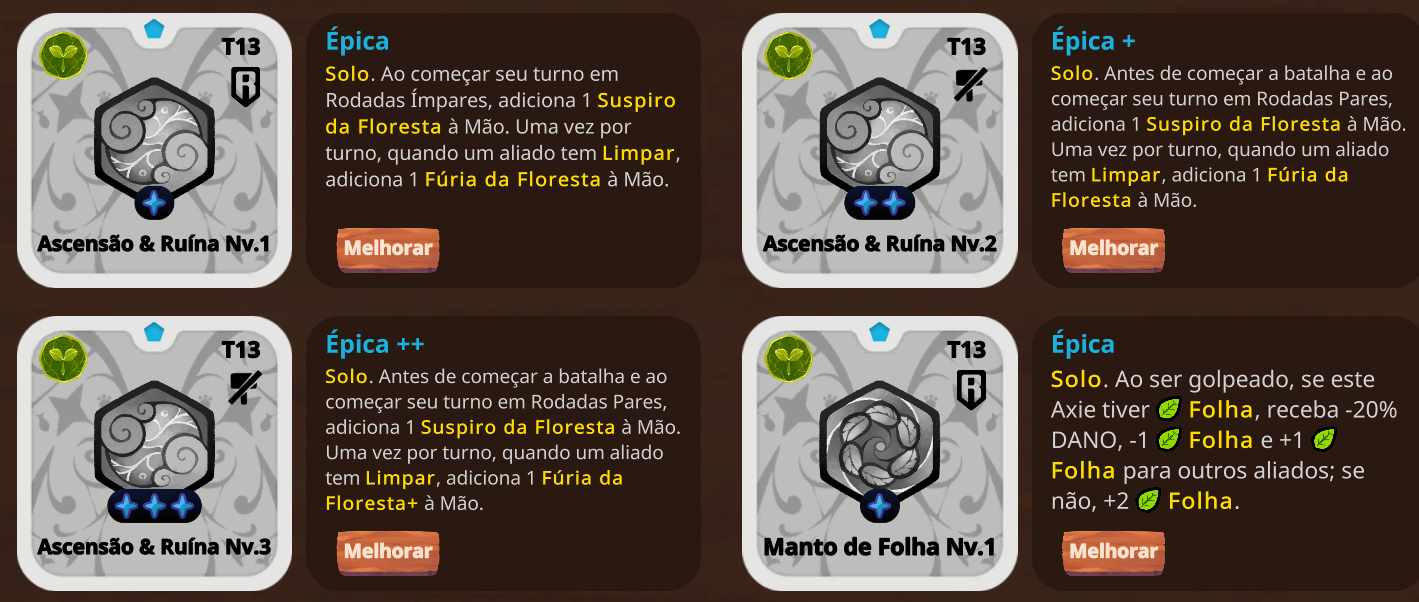 T13
Ascensão & Ruína Nv.1
Épica
Solo. Ao começar seu turno em
Rodadas Ímpares, adiciona 1 Suspiro
da Floresta à Mão. Uma vez por
turno, quando um aliado tem Limpar,
adiciona 1 Fúria da Floresta à Mão.
Melhorar
T13
Ascensão & Ruína Nv.2
Épica +
Solo. Antes de começar a batalha e ao
começar seu turno em Rodadas Pares,
adiciona 1 Suspiro da Floresta à Mão.
Uma vez por turno, quando um aliado
tem Limpar, adiciona 1 Fúria da
Floresta à Mão.
Melhorar
T13
Ascensão & Ruína Nv.3
Épica ++
Solo. Antes de começar a batalha e ao
começar seu turno em Rodadas Pares,
adiciona 1 Suspiro da Floresta à Mão.
Uma vez por turno, quando um aliado
tem Limpar, adiciona 1 Fúria da
Floresta+ à Mão.
Melhorar
T13
R
Manto de Folha Nv.1
Épica
Solo. Ao ser golpeado, se este
Axie tiver Folha, receba -20%
DANO, -1 Folha e +1
Folha para outros aliados; se
não, +2 Folha.
Melhorar